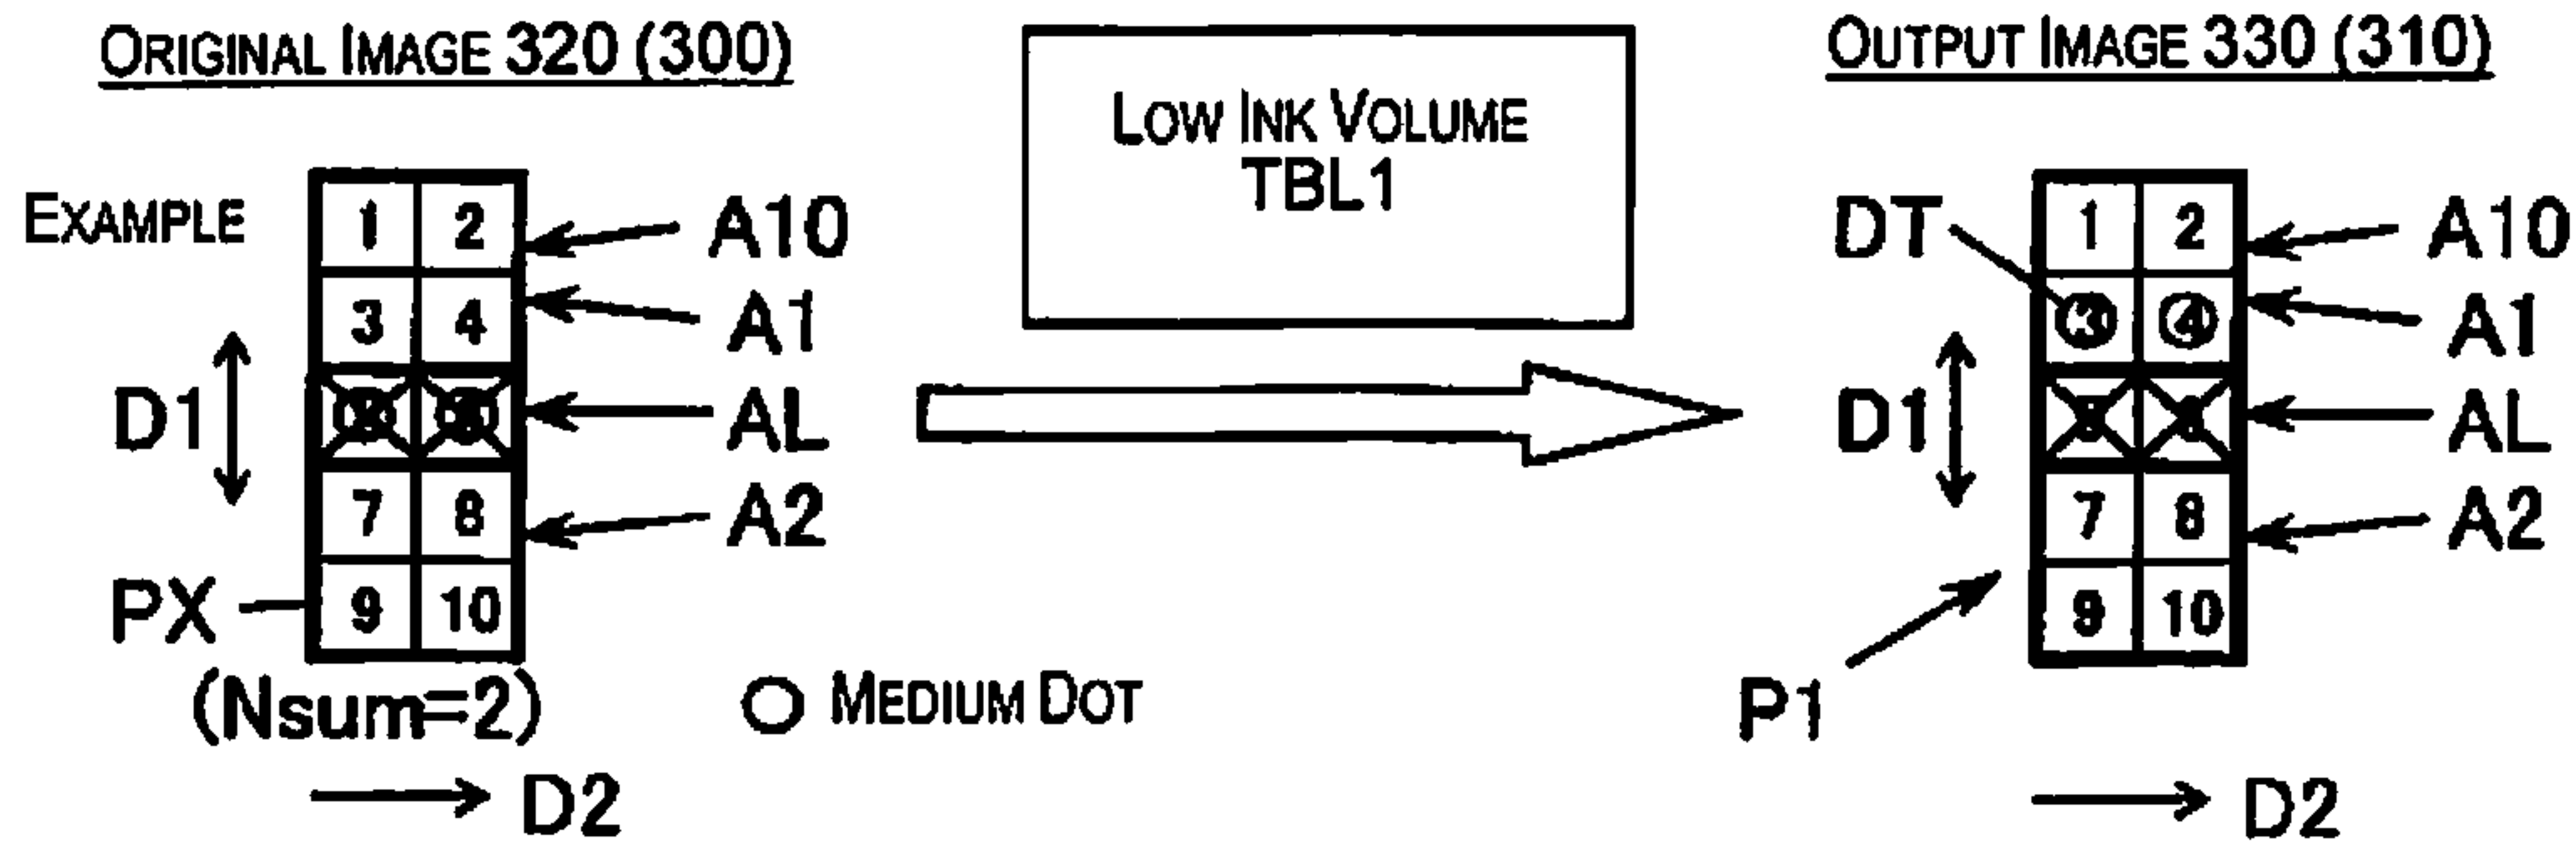 ORIGINAL IMAGE 320 (300)
EXAMPLE
1 2
3 4
7 8
9 10
A10
A1
AL
A2
D1
PX
(Nsum=2)
D2
LOW INK VOLUME
TBL1
MEDIUM DOT
OUTPUT IMAGE 330 (310)
DT
1 2
3 4
7 8
9 10
A10
A1
AL
A2
D1
P1
D2